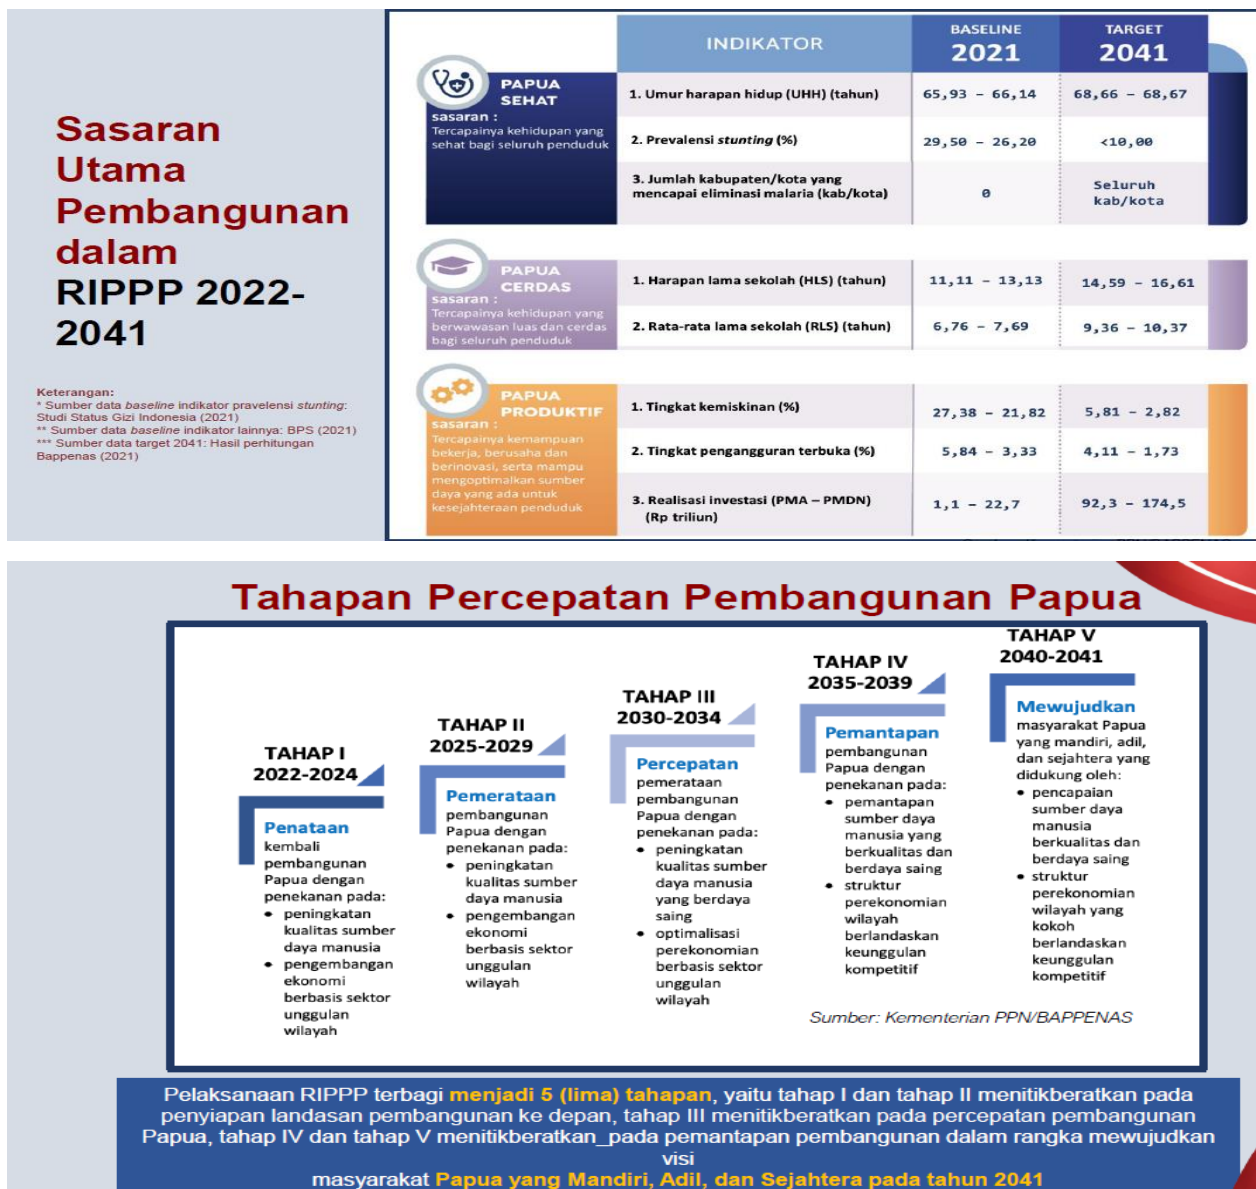 Sasaran
Utama
Pembangunan
dalam
RIPPP 2022-
2041
Keterangan:
* Sumber data baseline indikator pravelensi stunting:
Studi Status Gizi Indonesia (2021)
** Sumber data baseline indikator lainnya: BPS (2021)
*** Sumber data target 2041: Hasil perhitungan
Bappenas (2021)
INDIKATOR
BASELINE
2021
TARGET
2041
PAPUA
SEHAT
sasaran :
Tercapainya kehidupan yang
sehat bagi seluruh penduduk
1. Umur harapan hidup (UHH) (tahun)
65,93 – 66,14
68,66 – 68,67
2. Prevalensi stunting (%)
29,50 – 26,20
<10,00
3. Jumlah kabupaten/kota yang
mencapai eliminasi malaria (kab/kota)
0
Seluruh
kab/kota
PAPUA
CERDAS
sasaran :
Tercapainya kehidupan yang
berwawasan luas dan cerdas
bagi seluruh penduduk
1. Harapan lama sekolah (HLS) (tahun)
11,11 – 13,13
14,59 – 16,61
2. Rata-rata lama sekolah (RLS) (tahun)
6,76 – 7,69
9,36 – 10,37
PAPUA
PRODUKTIF
sasaran :
Tercapainya kemampuan
bekerja, berusaha dan
berinovasi, serta mampu
mengoptimalkan sumber
daya yang ada untuk
kesejahteraan penduduk
1. Tingkat kemiskinan (%)
27,38 – 21,82
5,81 – 2,82
2. Tingkat pengangguran terbuka (%)
5,84 – 3,33
4,11 – 1,73
3. Realisasi investasi (PMA – PMDN)
(Rp triliun)
1,1 – 22,7
92,3 – 174,5
Tahapan Percepatan Pembangunan Papua
TAHAP I
2022-2024
Penataan
kembali
pembangunan
Papua dengan
penekanan pada:
• peningkatan
kualitas sumber
daya manusia
• pengembangan
ekonomi
berbasis sektor
unggulan
wilayah
TAHAP II
2025-2029
Pemerataan
pembangunan
Papua dengan
penekanan pada:
• peningkatan
kualitas sumber
daya manusia
• pengembangan
ekonomi
berbasis sektor
unggulan
wilayah
TAHAP III
2030-2034
Percepatan
pemerataan
pembangunan
Papua dengan
penekanan pada:
• peningkatan
kualitas sumber
daya manusia
yang berdaya
saing
• optimalisasi
perekonomian
berbasis sektor
unggulan
wilayah
TAHAP IV
2035-2039
Pemantapan
pembangunan
Papua dengan
penekanan pada:
• pemantapan
sumber daya
manusia yang
berkualitas dan
berdaya saing
• struktur
perekonomian
wilayah
berlandaskan
keunggulan
kompetitif
TAHAP V
2040-2041
Mewujudkan
masyarakat Papua
yang mandiri, adil,
dan sejahtera yang
didukung oleh:
• pencapaian
sumber daya
manusia
berkualitas dan
berdaya saing
• struktur
perekonomian
wilayah yang
kokoh
berlandaskan
keunggulan
kompetitif
Sumber: Kementerian PPN/BAPPENAS
Pelaksanaan RIPPP terbagi menjadi 5 (lima) tahapan, yaitu tahap I dan tahap II menitikberatkan pada
penyiapan landasan pembangunan ke depan, tahap III menitikberatkan pada percepatan pembangunan
Papua, tahap IV dan tahap V menitikberatkan_pada pemantapan pembangunan dalam rangka mewujudkan
visi
masyarakat Papua yang Mandiri, Adil, dan Sejahtera pada tahun 2041